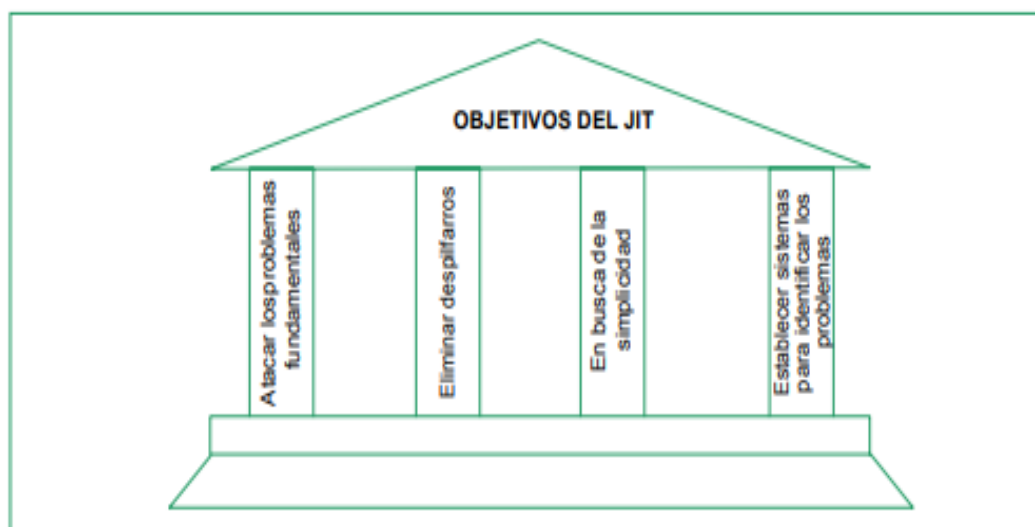 OBJETIVOS DEL JIT
Atacar losproblemas
fundamentales
Eliminar despilfarros
En busca de la
simplicidad
Establecer sistemas
para identificar los
problemas